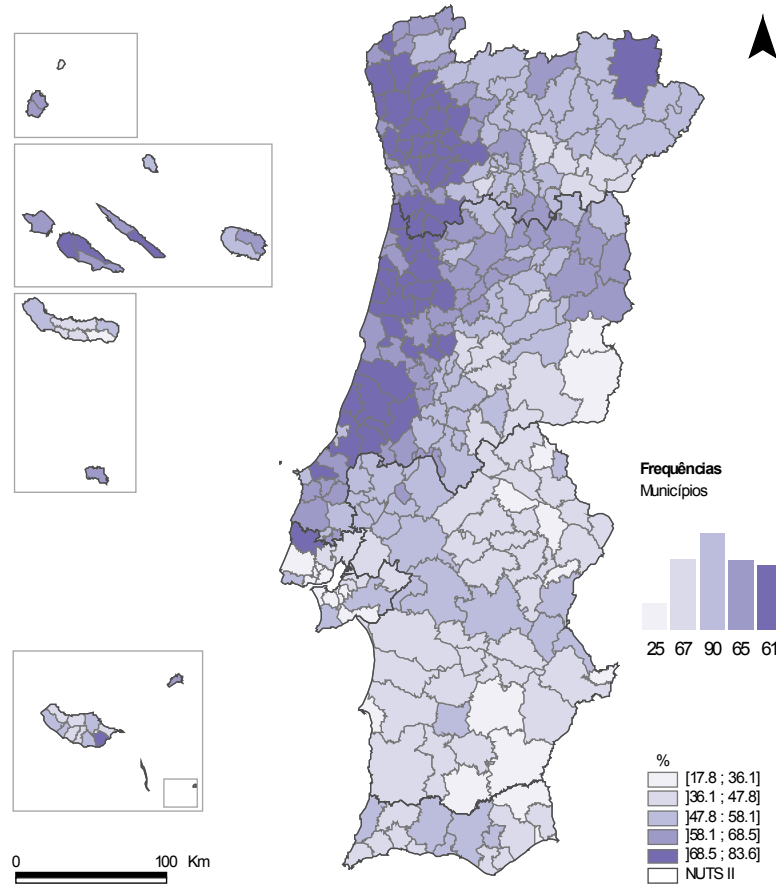 Frequências
Municípios
25 67 90 65 61
%
[17.8 ; 36.1]
]36.1 ; 47.8]
]47.8 : 58.1]
]58.1 ; 68.5]
]68.5 ; 83.6]
NUTS II
0 100 Km